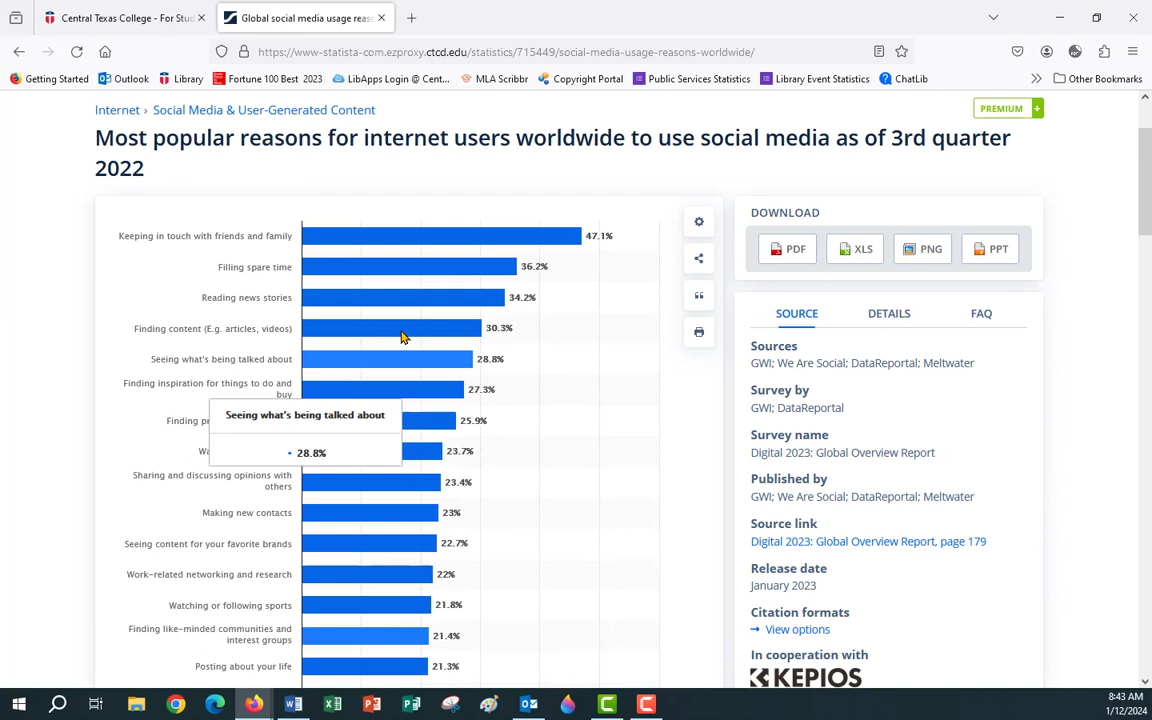 Central Texas College - For Stud
Global social media usage reaso
https://www-statista-com.ezproxy.ctcd.edu/statistics/715449/social-media-usage-reasons-worldwide/
Getting Started
Outlook
Library
Fortune 100 Best 2023
LibApps Login @ Cent...
MLA Scribbr
Copyright Portal
Public Services Statistics
Library Event Statistics
ChatLib
Other Bookmarks
Internet › Social Media & User-Generated Content
PREMIUM +
Most popular reasons for internet users worldwide to use social media as of 3rd quarter
2022
Keeping in touch with friends and family 47.1%
Filling spare time 36.2%
Reading news stories 34.2%
Finding content (E.g. articles, videos) 30.3%
Seeing what's being talked about 28.8%
Finding inspiration for things to do and
buy 27.3%
Finding 25.9%
23.7%
Seeing what's being talked about
28.8%
Sharing and discussing opinions with
others 23.4%
Making new contacts 23%
Seeing content for your favorite brands 22.7%
Work-related networking and research 22%
Watching or following sports 21.8%
Finding like-minded communities and
interest groups 21.4%
Posting about your life 21.3%
DOWNLOAD
PDF
XLS
PNG
PPT
SOURCE
DETAILS
FAQ
Sources
GWI; We Are Social; DataReportal; Meltwater
Survey by
GWI; DataReportal
Survey name
Digital 2023: Global Overview Report
Published by
GWI; We Are Social; DataReportal; Meltwater
Source link
Digital 2023: Global Overview Report, page 179
Release date
January 2023
Citation formats
→ View options
In cooperation with
KEPIOS
8:43 AM
1/12/2024